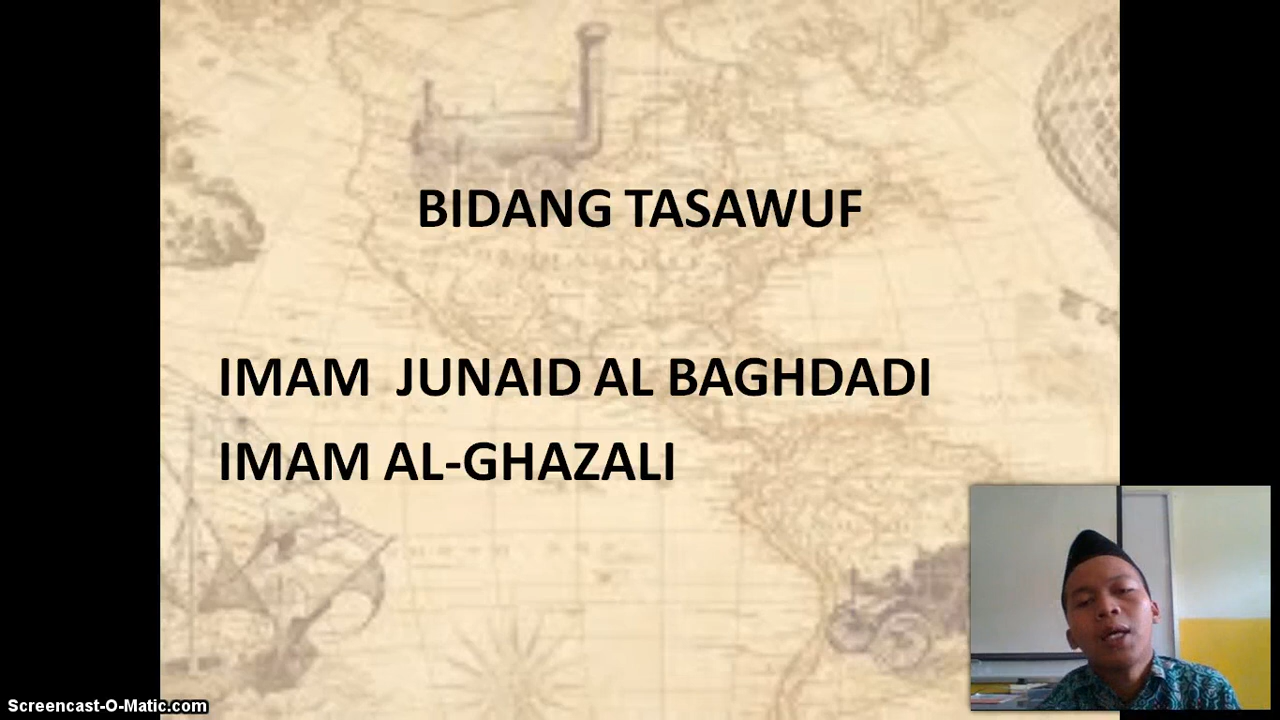 BIDANG TASAWUF
IMAM JUNAID AL BAGHDADI
IMAM AL-GHAZALI
Screencast-O-Matic.com